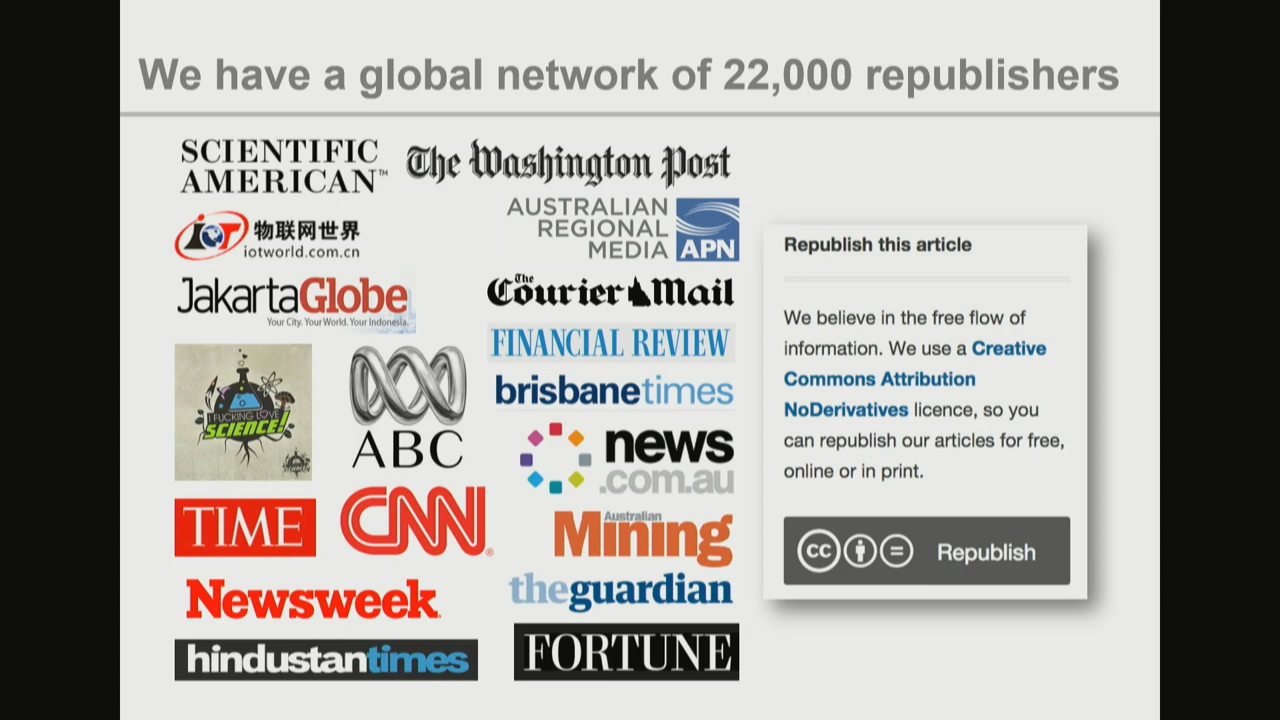 We have a global network of 22,000 republishers
SCIENTIFIC
AMERICAN™
The Washington Post
IOT 物联网世界
iotworld.com.cn
AUSTRALIAN
REGIONAL
MEDIA
APN
JakartaGlobe
Your City. Your World. Your Indonesia.
The Courier Mail
FINANCIAL REVIEW
brisbanetimes
I FUCKING LOVE
SCIENCE!
ABC
news
.com.au
TIME
CNN®
Australian
Mining
Newsweek
theguardian
hindustantimes
FORTUNE
Republish this article
We believe in the free flow of
information. We use a Creative
Commons Attribution
NoDerivatives licence, so you
can republish our articles for free,
online or in print.
cc Republish